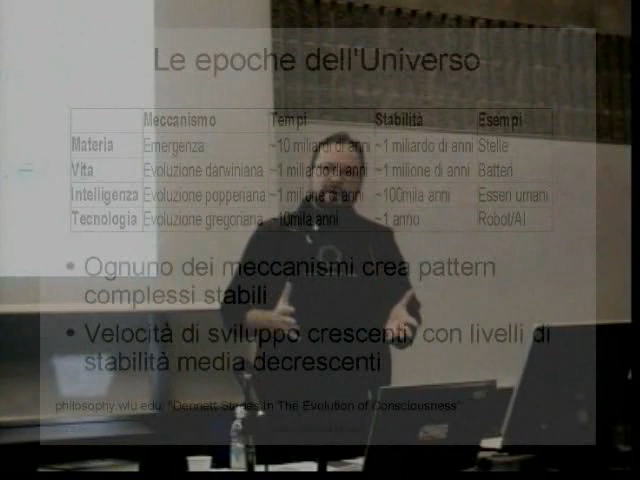 Le epoche dell'Universo
Meccanismo Tempi Stabilità Esempi
Materia Emergenza ~10 miliardi di anni ~1 miliardo di anni Stelle
Vita Evoluzione darwiniana ~1 miliardo di anni ~1 milione di anni Batteri
Intelligenza Evoluzione popperiana ~1 milione di anni ~100mila anni Esseri umani
Tecnologia Evoluzione gregoriana ~10mila anni ~1 anno Robot/AI
• Ognuno dei meccanismi crea pattern
complessi stabili
• Velocità di sviluppo crescenti, con livelli di
stabilità media decrescenti
philosophy.wlu.edu: "Dennett Stages In The Evolution of Consciousness"